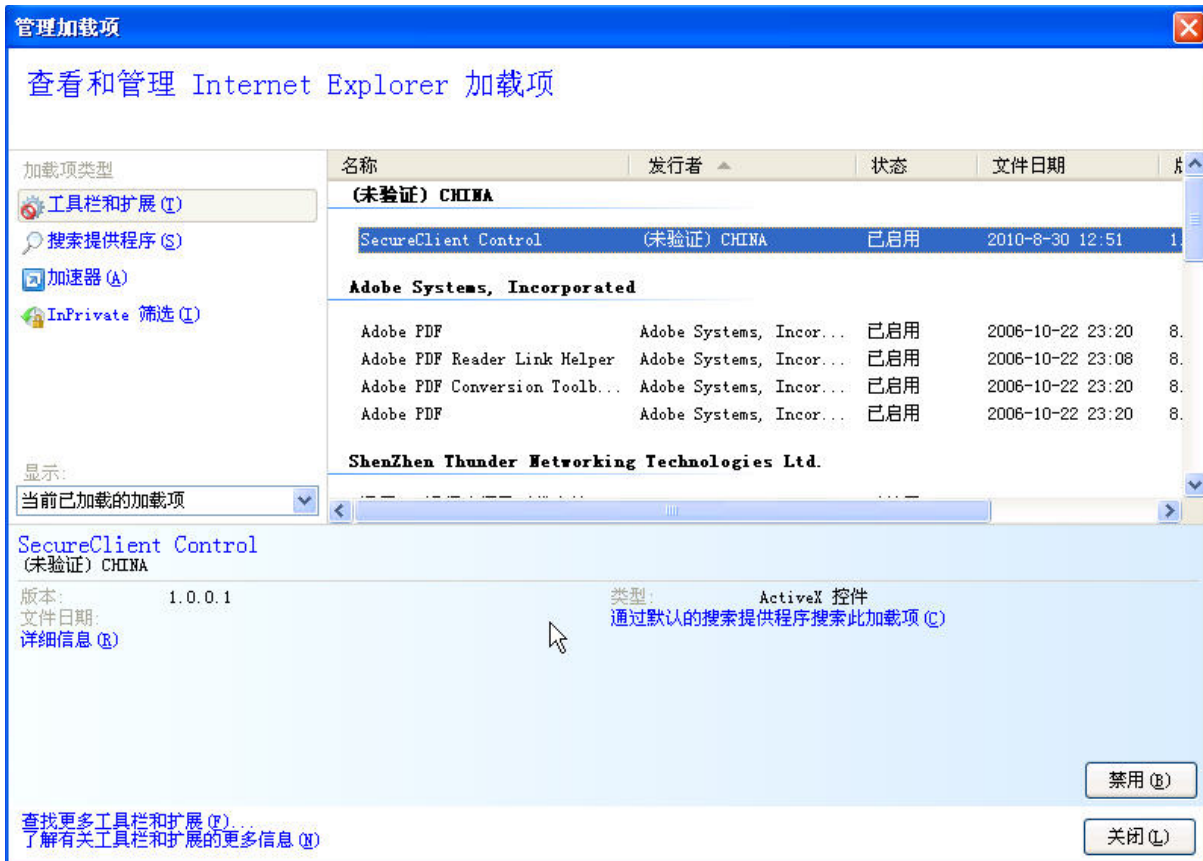 管理加载项
查看和管理 Internet Explorer 加载项
加载项类型
工具栏和扩展(T)
搜索提供程序(S)
加速器(A)
InPrivate 筛选(I)
显示:
当前已加载的加载项
名称 发行者 状态 文件日期
(未验证) CHINA
SecureClient Control (未验证) CHINA 已启用 2010-8-30 12:51 1.
Adobe Systems, Incorporated
Adobe PDF Adobe Systems, Incor... 已启用 2006-10-22 23:20 8.
Adobe PDF Reader Link Helper Adobe Systems, Incor... 已启用 2006-10-22 23:08 8.
Adobe PDF Conversion Toolb... Adobe Systems, Incor... 已启用 2006-10-22 23:20 8.
Adobe PDF Adobe Systems, Incor... 已启用 2006-10-22 23:20 8.
ShenZhen Thunder Networking Technologies Ltd.
SecureClient Control
(未验证) CHINA
版本: 1.0.0.1 类型: ActiveX 控件
文件日期: 通过默认的搜索提供程序搜索此加载项(C)
详细信息(R)
禁用(B)
查找更多工具栏和扩展(F)...
了解有关工具栏和扩展的更多信息(N)
关闭(L)